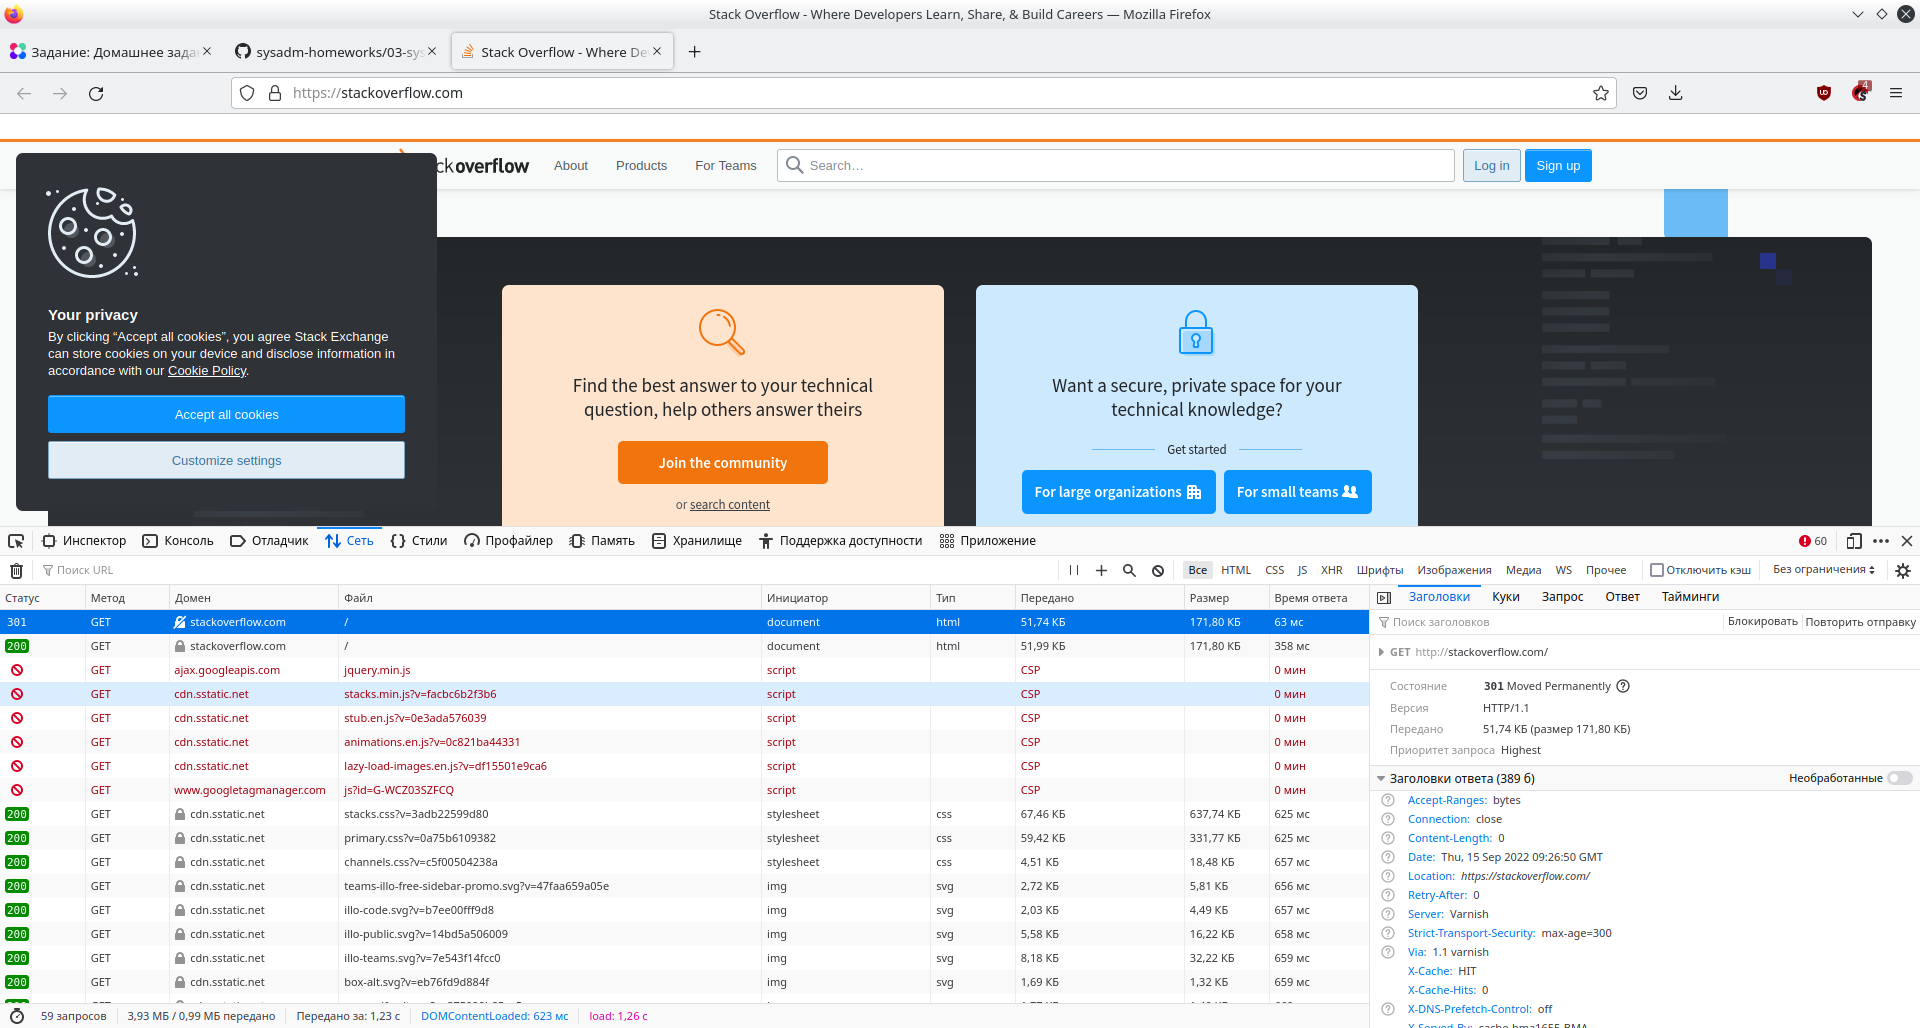 Stack Overflow - Where Developers Learn, Share, & Build Careers — Mozilla Firefox
Задание: Домашнее зада
sysadm-homeworks/03-sys
Stack Overflow - Where De
https://stackoverflow.com
4
ckoverflow
About
Products
For Teams
Search…
Log in
Sign up
Your privacy
By clicking “Accept all cookies”, you agree Stack Exchange
can store cookies on your device and disclose information in
accordance with our Cookie Policy.
Accept all cookies
Customize settings
Find the best answer to your technical
question, help others answer theirs
Join the community
or search content
Want a secure, private space for your
technical knowledge?
Get started
For large organizations
For small teams
Инспектор Консоль Отладчик Сеть Стили Профайлер Память Хранилище Поддержка доступности Приложение 60
Поиск URL Все HTML CSS JS XHR Шрифты Изображения Медиа WS Прочее Отключить кэш Без ограничения
Статус Метод Домен Файл Инициатор Тип Передано Размер Время ответа
301 GET stackoverflow.com / document html 51,74 КБ 171,80 КБ 63 мс
200 GET stackoverflow.com / document html 51,99 КБ 171,80 КБ 358 мс
GET ajax.googleapis.com jquery.min.js script CSP 0 мин
GET cdn.sstatic.net stacks.min.js?v=facbc6b2f3b6 script CSP 0 мин
GET cdn.sstatic.net stub.en.js?v=0e3ada576039 script CSP 0 мин
GET cdn.sstatic.net animations.en.js?v=0c821ba44331 script CSP 0 мин
GET cdn.sstatic.net lazy-load-images.en.js?v=df15501e9ca6 script CSP 0 мин
GET www.googletagmanager.com js?id=G-WCZ03SZFCQ script CSP 0 мин
200 GET cdn.sstatic.net stacks.css?v=3adb22599d80 stylesheet css 67,46 КБ 637,74 КБ 625 мс
200 GET cdn.sstatic.net primary.css?v=0a75b6109382 stylesheet css 59,42 КБ 331,77 КБ 625 мс
200 GET cdn.sstatic.net channels.css?v=c5f00504238a stylesheet css 4,51 КБ 18,48 КБ 657 мс
200 GET cdn.sstatic.net teams-illo-free-sidebar-promo.svg?v=47faa659a05e img svg 2,72 КБ 5,81 КБ 656 мс
200 GET cdn.sstatic.net illo-code.svg?v=b7ee00fff9d8 img svg 2,03 КБ 4,49 КБ 657 мс
200 GET cdn.sstatic.net illo-public.svg?v=14bd5a506009 img svg 5,58 КБ 16,22 КБ 658 мс
200 GET cdn.sstatic.net illo-teams.svg?v=7e543f14fcc0 img svg 8,18 КБ 32,22 КБ 659 мс
200 GET cdn.sstatic.net box-alt.svg?v=eb76fd9d884f img svg 1,69 КБ 1,32 КБ 659 мс
59 запросов 3,93 МБ / 0,99 МБ передано Передано за: 1,23 с DOMContentLoaded: 623 мс load: 1,26 с
Заголовки Куки Запрос Ответ Тайминги
Поиск заголовков Блокировать Повторить отправку
GET http://stackoverflow.com/
Состояние 301 Moved Permanently
Версия HTTP/1.1
Передано 51,74 КБ (размер 171,80 КБ)
Приоритет запроса Highest
Заголовки ответа (389 б) Необработанные
Accept-Ranges: bytes
Connection: close
Content-Length: 0
Date: Thu, 15 Sep 2022 09:26:50 GMT
Location: https://stackoverflow.com/
Retry-After: 0
Server: Varnish
Strict-Transport-Security: max-age=300
Via: 1.1 varnish
X-Cache: HIT
X-Cache-Hits: 0
X-DNS-Prefetch-Control: off
X-Served-By: cache-bma1655-BMA